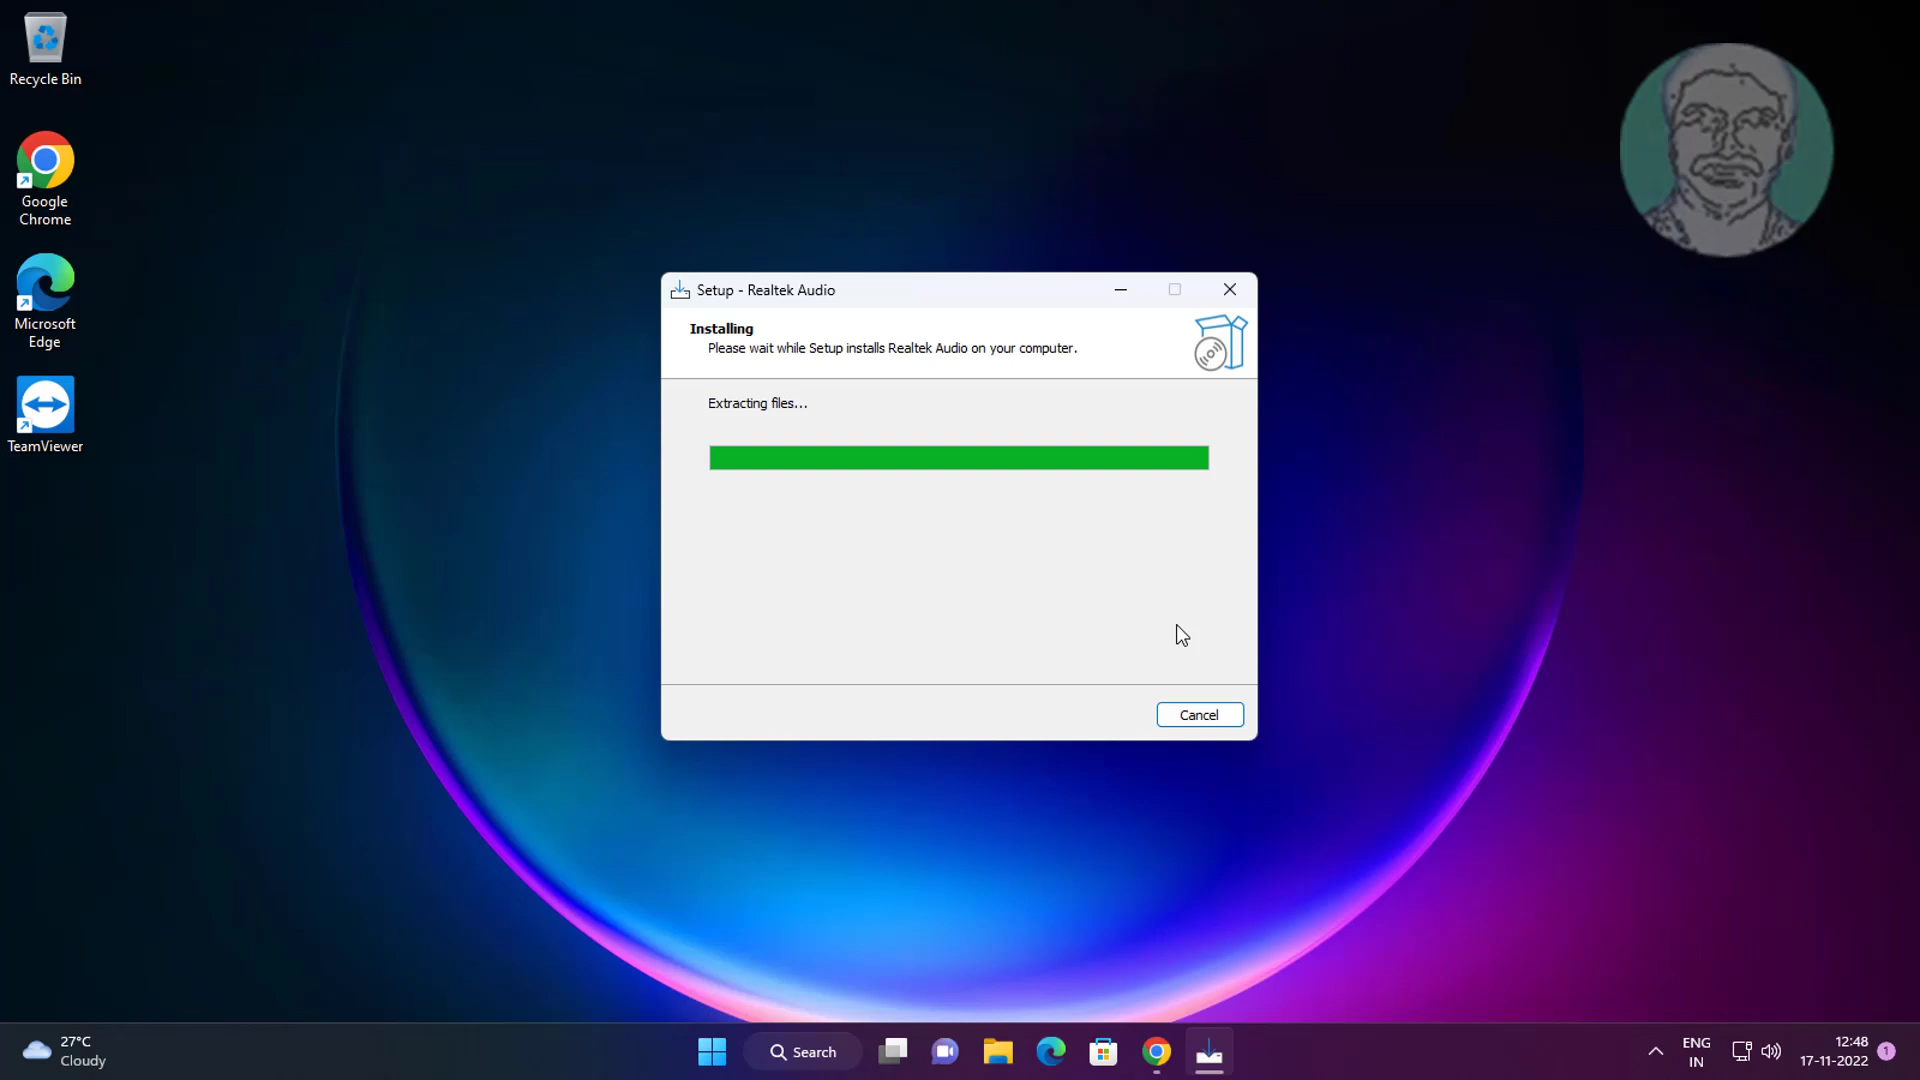 Recycle Bin
Google
Chrome
Microsoft
Edge
TeamViewer
Setup - Realtek Audio
Installing
Please wait while Setup installs Realtek Audio on your computer.
Extracting files...
Cancel
27°C
Cloudy
Search
ENG
IN
12:48
17-11-2022
1